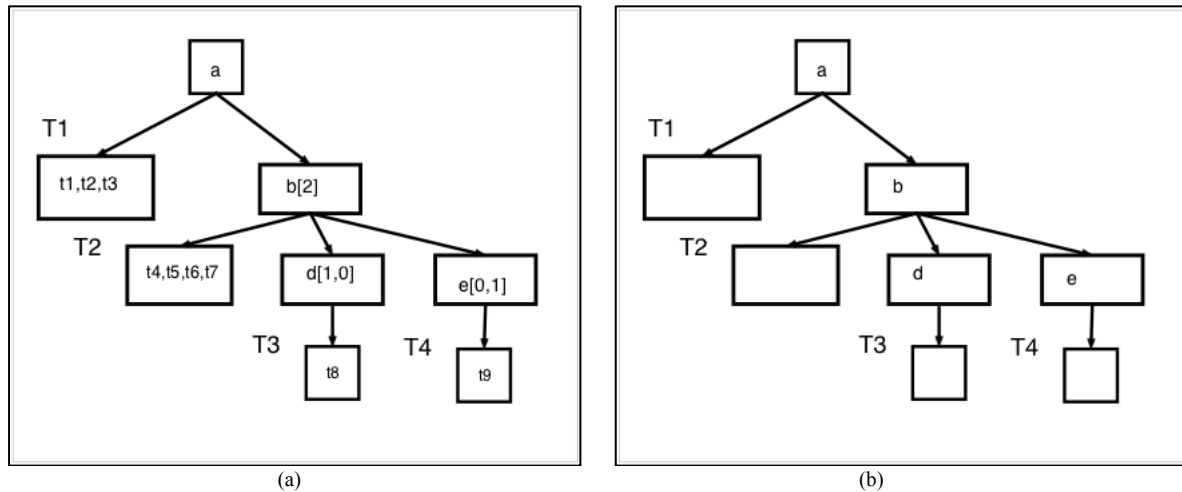 a
T1
t1,t2,t3
b[2]
T2
t4,t5,t6,t7
d[1,0]
e[0,1]
T3
t8
T4
t9
(a)
a
T1
b
T2
d
e
T3
T4
(b)